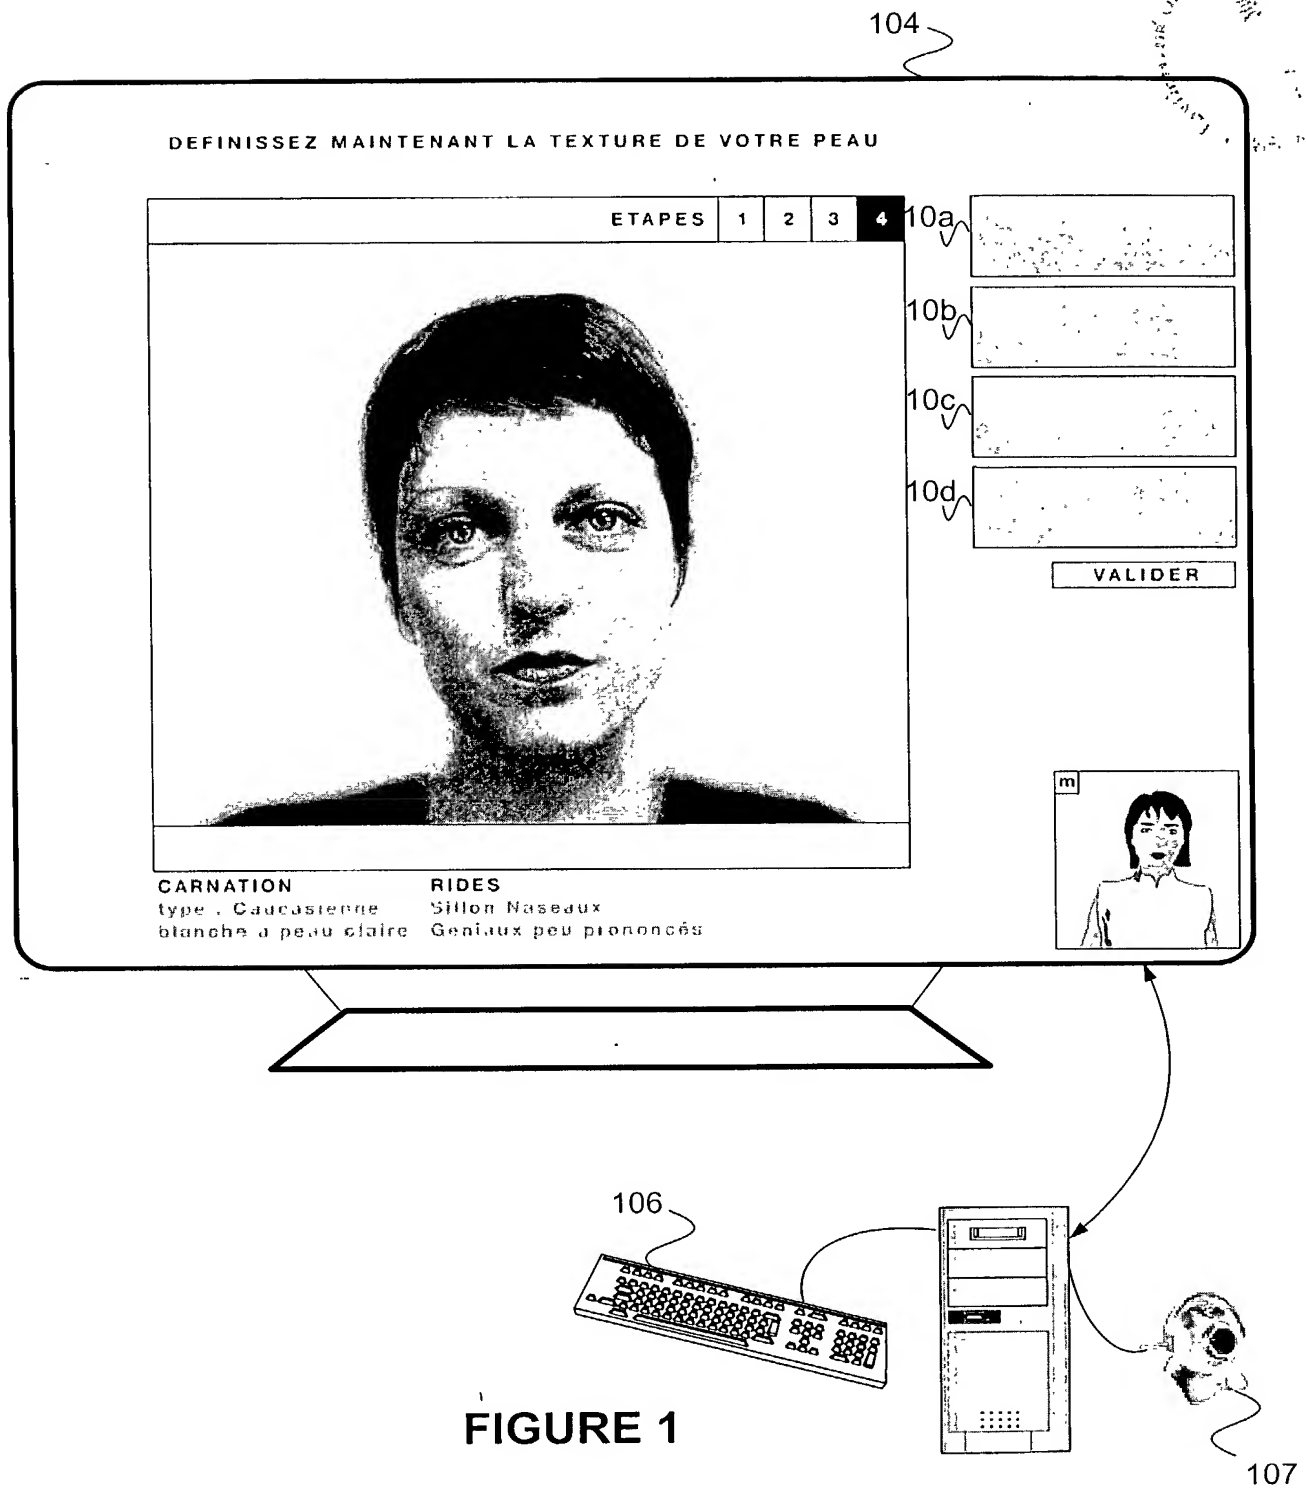 104
DEFINISSEZ MAINTENANT LA TEXTURE DE VOTRE PEAU
ETAPES 1 2 3 4
10a
10b
10c
10d
VALIDER
m
CARNATION
type . Caucasienne
blanche a peau claire
RIDES
Sillon Naseaux
Geniaux peu prononcés
106
FIGURE 1
107